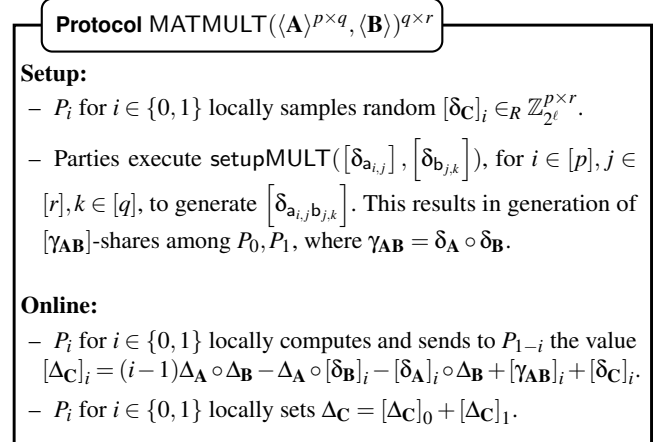 Protocol MATMULT(⟨A⟩^{p×q}, ⟨B⟩)^{q×r}
Setup:
– P_i for i ∈ {0,1} locally samples random [δ_C]_i ∈_R ℤ_{2^ℓ}^{p×r}.
– Parties execute setupMULT([δ_{a_{i,j}}], [δ_{b_{j,k}}]), for i ∈ [p], j ∈
[r], k ∈ [q], to generate [δ_{a_{i,j}b_{j,k}}]. This results in generation of
[γ_{AB}]-shares among P_0, P_1, where γ_{AB} = δ_A ∘ δ_B.
Online:
– P_i for i ∈ {0,1} locally computes and sends to P_{1−i} the value
[Δ_C]_i = (i−1)Δ_A ∘ Δ_B − Δ_A ∘ [δ_B]_i − [δ_A]_i ∘ Δ_B + [γ_{AB}]_i + [δ_C]_i.
– P_i for i ∈ {0,1} locally sets Δ_C = [Δ_C]_0 + [Δ_C]_1.